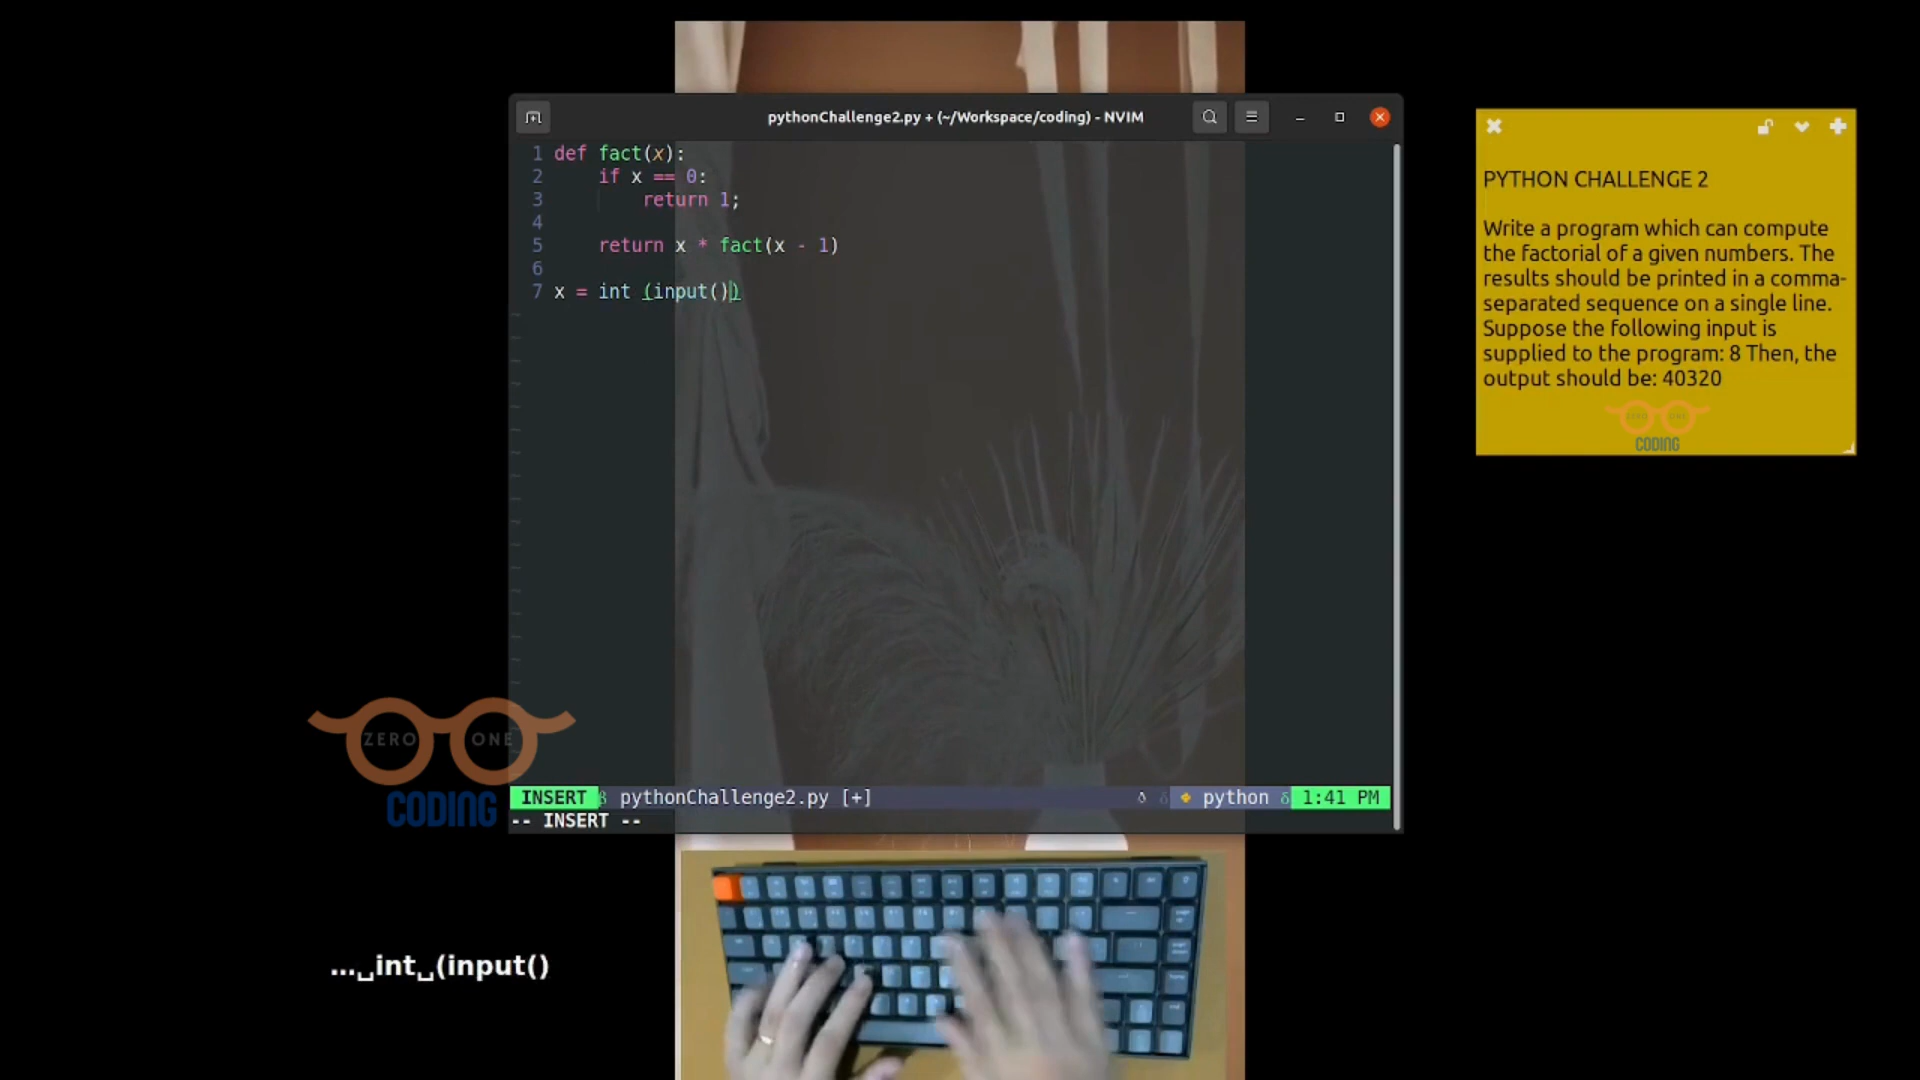 pythonChallenge2.py + (~/Workspace/coding) - NVIM
1 def fact(x):
2 if x == 0:
3 return 1;
4
5 return x * fact(x - 1)
6
7 x = int (input())
INSERT pythonChallenge2.py [+] python 1:41 PM
-- INSERT --
PYTHON CHALLENGE 2
Write a program which can compute
the factorial of a given numbers. The
results should be printed in a comma-
separated sequence on a single line.
Suppose the following input is
supplied to the program: 8 Then, the
output should be: 40320
ZERO ONE
CODING
ZERO ONE
CODING
...␣int␣(input()